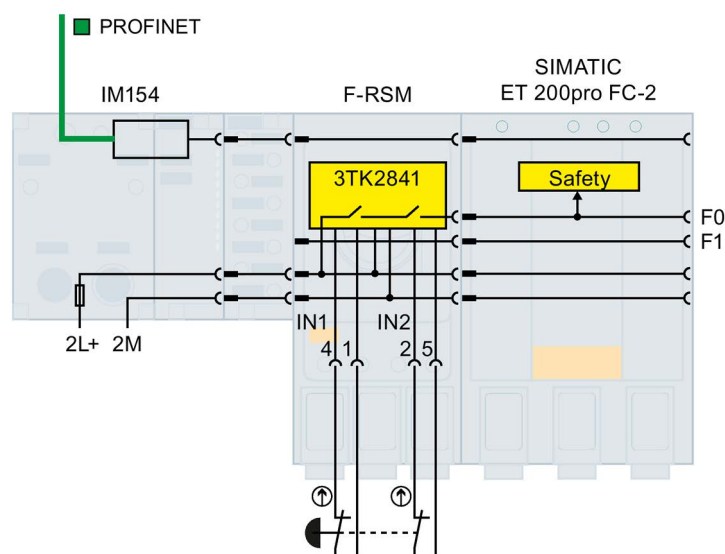 PROFINET
IM154
F-RSM
SIMATIC
ET 200pro FC-2
3TK2841
Safety
F0
F1
IN1
IN2
2L+
2M
4
1
2
5